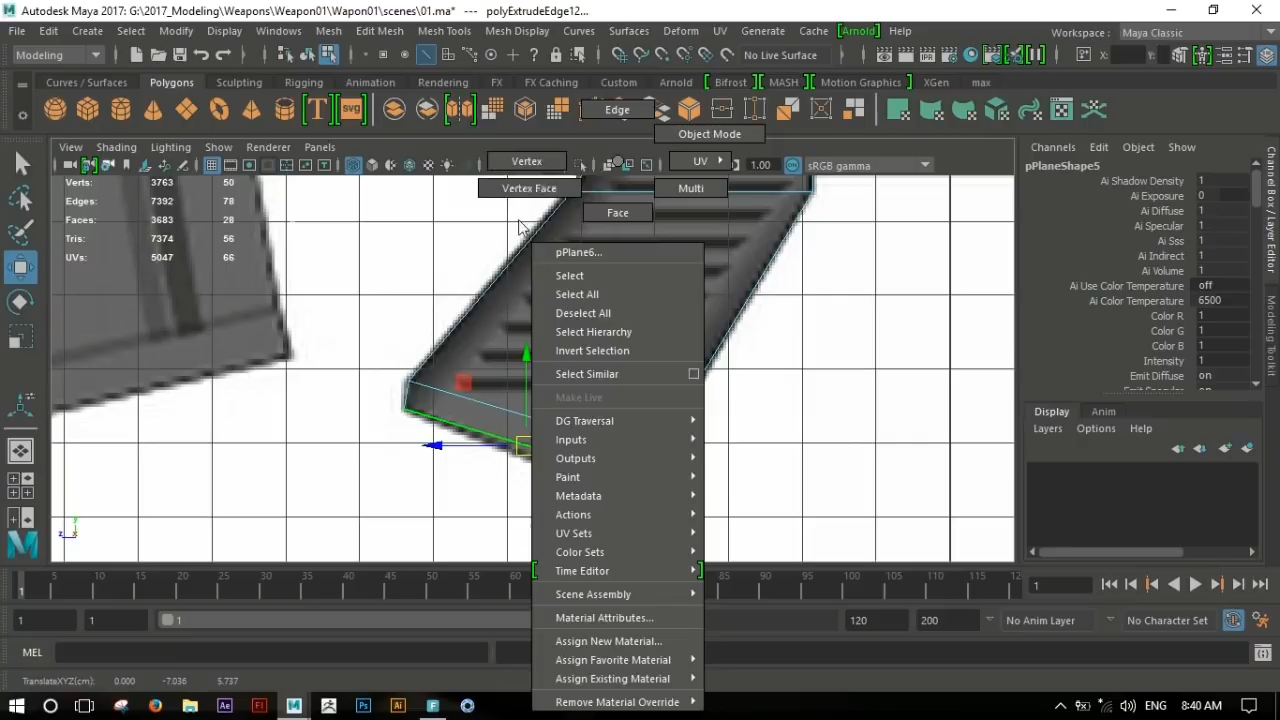 Autodesk Maya 2017: G:\2017_Modeling\Weapons\Weapon01\Wapon01\scenes\01.ma* --- polyExtrudeEdge12...
File Edit Create Select Modify Display Windows Mesh Edit Mesh Mesh Tools Mesh Display Curves Surfaces Deform UV Generate Cache Arnold Help Workspace : Maya Classic
Modeling No Live Surface X: Y: Z:
Curves / Surfaces Polygons Sculpting Rigging Animation Rendering FX FX Caching Custom Arnold Bifrost MASH Motion Graphics XGen max
T SVG
Edge
Object Mode
View Shading Lighting Show Renderer Panels
Channels Edit Object Show
Vertex UV 1.00 sRGB gamma
pPlaneShape5
Verts: 3763 50
Edges: 7392 78
Faces: 3683 28
Tris: 7374 56
UVs: 5047 66
Vertex Face Multi
Face
pPlane6...
Select
Select All
Deselect All
Select Hierarchy
Invert Selection
Select Similar
Make Live
DG Traversal
Inputs
Outputs
Paint
Metadata
Actions
UV Sets
Color Sets
Time Editor
Scene Assembly
Material Attributes...
Assign New Material...
Assign Favorite Material
Assign Existing Material
Remove Material Override
Ai Shadow Density 1
Ai Exposure 0
Ai Diffuse 1
Ai Specular 1
Ai Sss 1
Ai Indirect 1
Ai Volume 1
Ai Use Color Temperature off
Ai Color Temperature 6500
Color R 1
Color G 1
Color B 1
Intensity 1
Emit Diffuse on
Emit Specular on
Channel Box / Layer Editor
Modeling Toolkit
Display Anim
Layers Options Help
y
z x
5 10 15 20 25 30 35 40 45 50 55 60 85 90 95 100 105 110 115 12
1
1 1 1 120 200 No Anim Layer No Character Set
MEL
TranslateXYZ(cm): 0.000 -7.036 5.737
ENG 8:40 AM